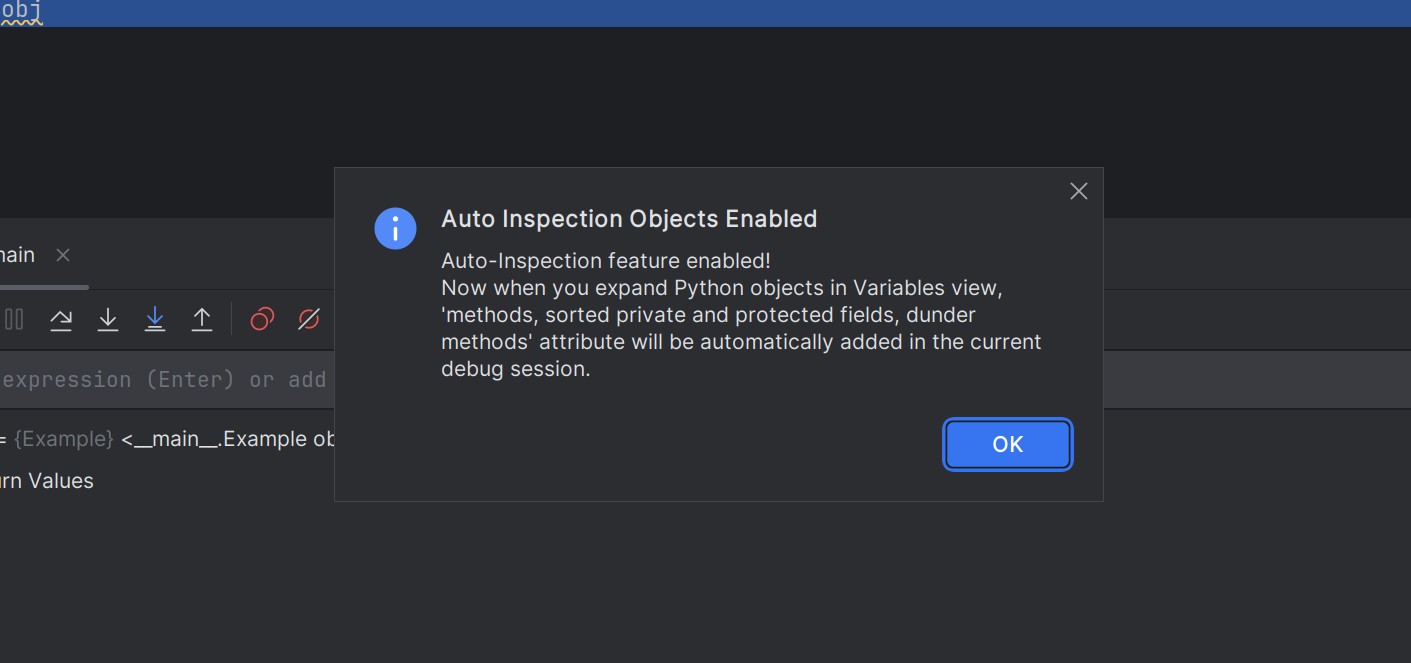 obj
Auto Inspection Objects Enabled
Auto-Inspection feature enabled!
Now when you expand Python objects in Variables view,
'methods, sorted private and protected fields, dunder
methods' attribute will be automatically added in the current
debug session.
OK
ain
expression (Enter) or add
= {Example} <__main__.Example ob
rn Values